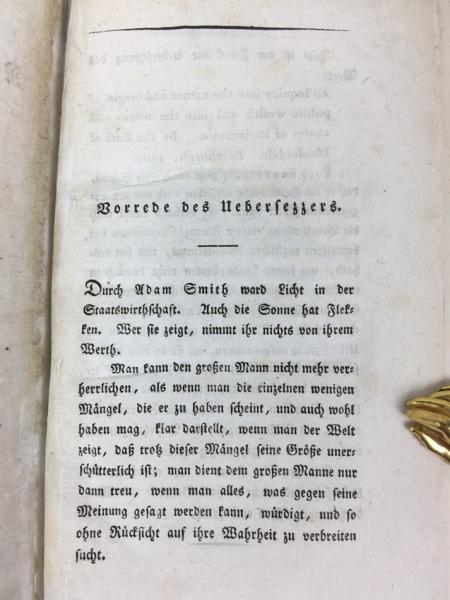 Vorrede des Uebersezzers.
Durch Adam Smith ward Licht in der
Staatswirthschaft. Auch die Sonne hat Flek-
ken. Wer sie zeigt, nimmt ihr nichts von ihrem
Werth.
Man kann den großen Mann nicht mehr ver-
herrlichen, als wenn man die einzelnen wenigen
Mängel, die er zu haben scheint, und auch wohl
haben mag, klar darstellt, wenn man der Welt
zeigt, daß trotz dieser Mängel seine Größe uner-
schütterlich ist; man dient dem großen Manne nur
dann treu, wenn man alles, was gegen seine
Meinung gesagt werden kann, würdigt, und so
ohne Rücksicht auf ihre Wahrheit zu verbreiten
sucht.